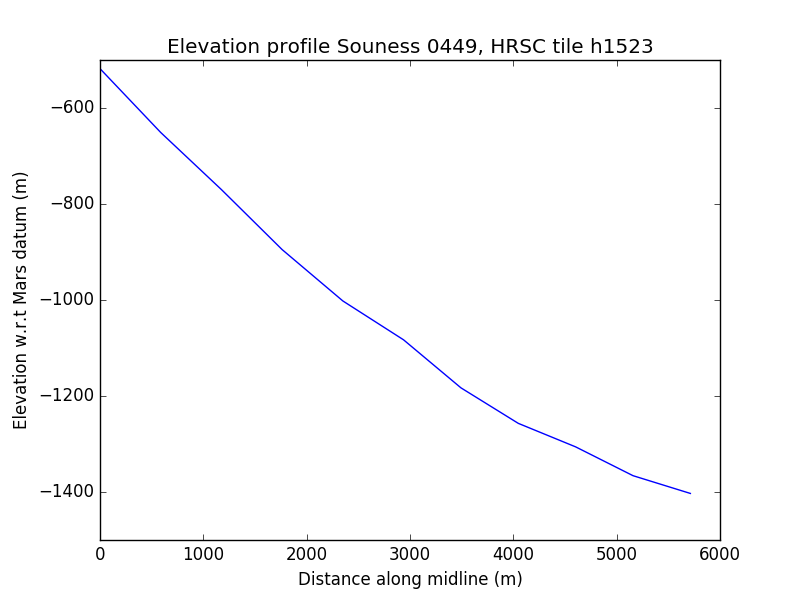 Elevation profile Souness 0449, HRSC tile h1523
−600
−800
−1000
−1200
−1400
Elevation w.r.t Mars datum (m)
0 1000 2000 3000 4000 5000 6000
Distance along midline (m)